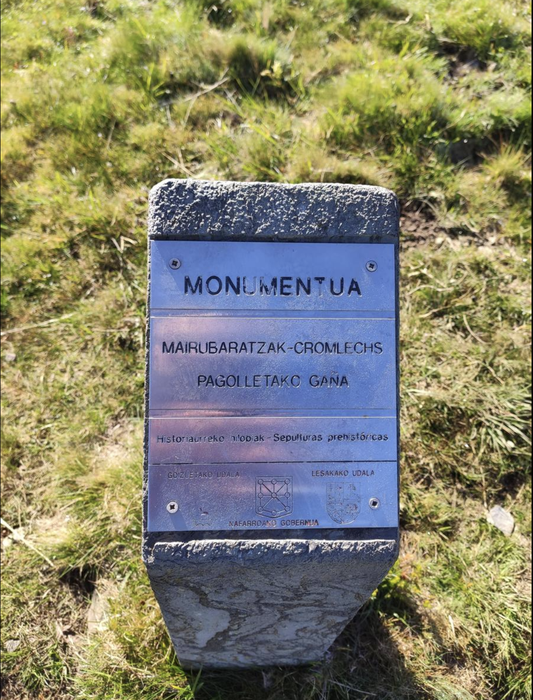 MONUMENTUA
MAIRUBARATZAK-CROMLECHS
PAGOLLETAKO GAÑA
Historiaurreko hilobiak - Sepulturas prehistóricas
GOIZUETAKO UDALA LESAKAKO UDALA
NAFARROAKO GOBERNUA